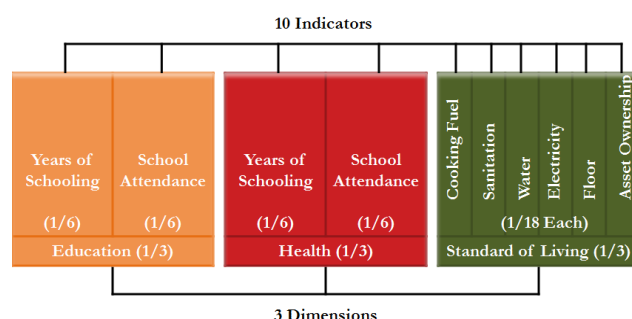 10 Indicators
Years of
Schooling
(1/6)
School
Attendance
(1/6)
Education (1/3)
Years of
Schooling
(1/6)
School
Attendance
(1/6)
Health (1/3)
Cooking Fuel
Sanitation
Water
Electricity
Floor
Asset Ownership
(1/18 Each)
Standard of Living (1/3)
3 Dimensions